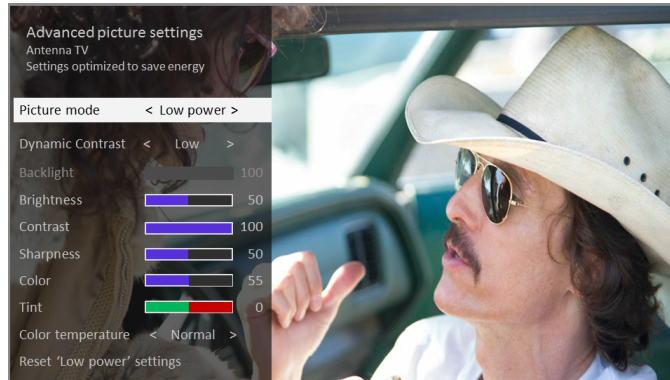 Advanced picture settings
Antenna TV
Settings optimized to save energy
Picture mode < Low power >
Dynamic Contrast < Low >
Backlight 100
Brightness 50
Contrast 100
Sharpness 50
Color 55
Tint 0
Color temperature < Normal >
Reset ‘Low power’ settings